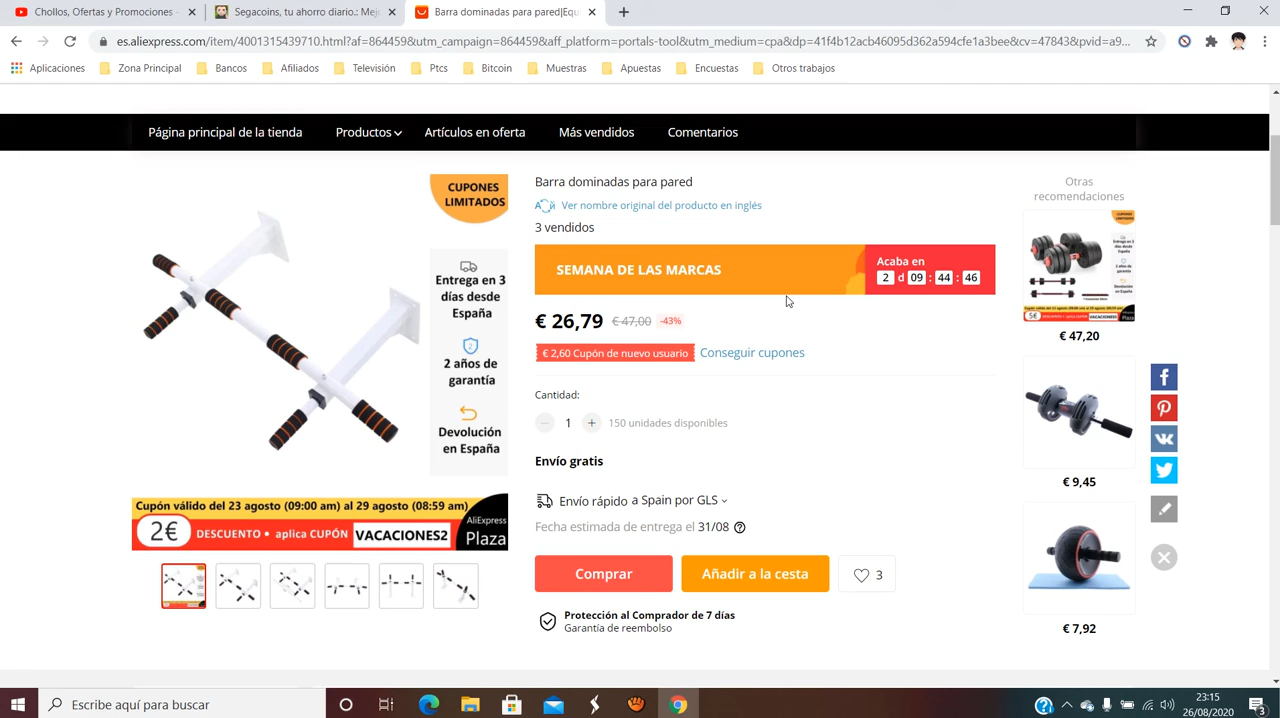 Chollos, Ofertas y Promociones -
Segacoins, tu ahorro diario.: Mej
Barra dominadas para pared|Equi
es.aliexpress.com/item/4001315439710.html?af=864459&utm_campaign=864459&aff_platform=portals-tool&utm_medium=cpa&dp=41f4b12acb46095d362a594cfe1a3bee&cv=47843&pvid=a9...
Aplicaciones Zona Principal Bancos Afiliados Televisión Ptcs Bitcoin Muestras Apuestas Encuestas Otros trabajos
Página principal de la tienda Productos Artículos en oferta Más vendidos Comentarios
CUPONES
LIMITADOS
Entrega en 3
días desde
España
2 años de
garantía
Devolución
en España
Cupón válido del 23 agosto (09:00 am) al 29 agosto (08:59 am)
2€ DESCUENTO • aplica CUPÓN VACACIONES2
AliExpress
Plaza
Barra dominadas para pared
Ver nombre original del producto en inglés
3 vendidos
SEMANA DE LAS MARCAS
Acaba en
2 d 09 : 44 : 46
€ 26,79 € 47,00 -43%
€ 2,60 Cupón de nuevo usuario Conseguir cupones
Cantidad:
− 1 + 150 unidades disponibles
Envío gratis
Envío rápido a Spain por GLS
Fecha estimada de entrega el 31/08
Comprar Añadir a la cesta 3
Protección al Comprador de 7 días
Garantía de reembolso
Otras
recomendaciones
CUPONES
LIMITADOS
5€
VACACIONES5
€ 47,20
€ 9,45
€ 7,92
Escribe aquí para buscar
23:15
26/08/2020
3